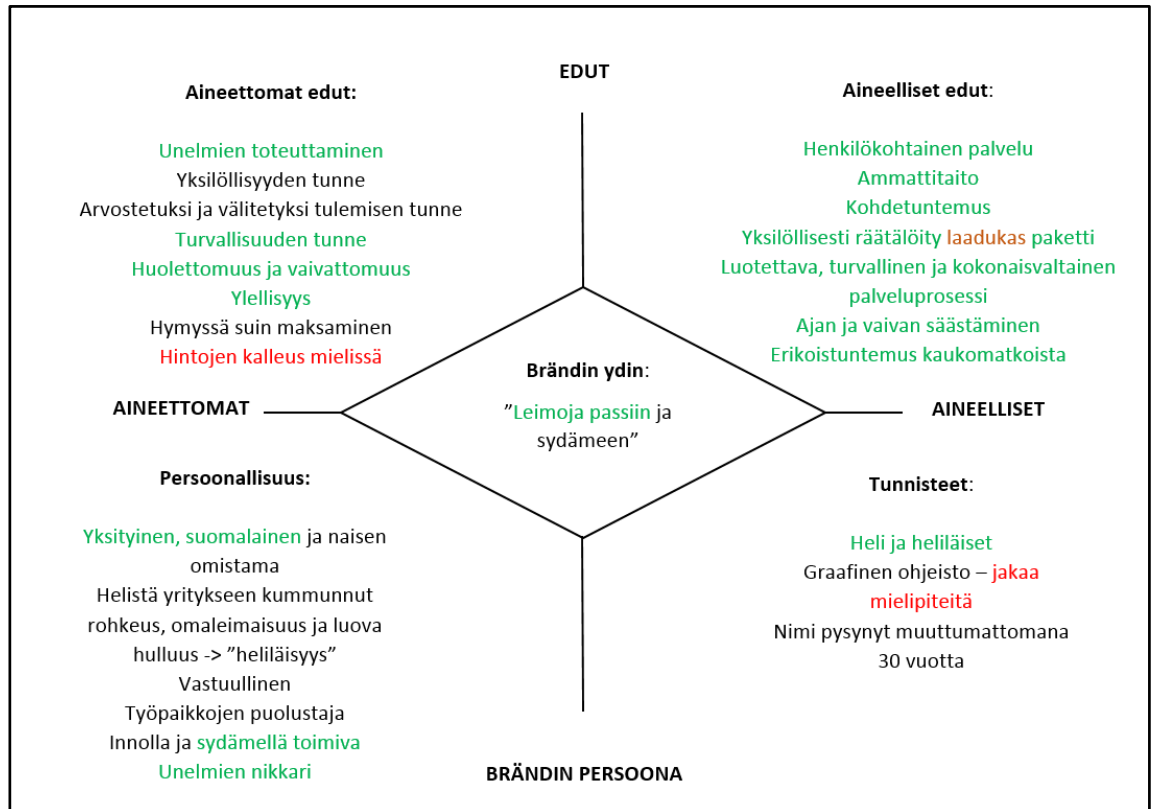 EDUT
Aineettomat edut:
Unelmien toteuttaminen
Yksilöllisyyden tunne
Arvostetuksi ja välitetyksi tulemisen tunne
Turvallisuuden tunne
Huolettomuus ja vaivattomuus
Ylellisyys
Hymyssä suin maksaminen
Hintojen kalleus mielissä
Aineelliset edut:
Henkilökohtainen palvelu
Ammattitaito
Kohdetuntemus
Yksilöllisesti räätälöity laadukas paketti
Luotettava, turvallinen ja kokonaisvaltainen
palveluprosessi
Ajan ja vaivan säästäminen
Erikoistuntemus kaukomatkoista
AINEETTOMAT
Brändin ydin:
”Leimoja passiin ja
sydämeen”
AINEELLISET
Persoonallisuus:
Yksityinen, suomalainen ja naisen
omistama
Helistä yritykseen kummunnut
rohkeus, omaleimaisuus ja luova
hulluus -> ”heliläisyys”
Vastuullinen
Työpaikkojen puolustaja
Innolla ja sydämellä toimiva
Unelmien nikkari
Tunnisteet:
Heli ja heliläiset
Graafinen ohjeisto – jakaa
mielipiteitä
Nimi pysynyt muuttumattomana
30 vuotta
BRÄNDIN PERSOONA